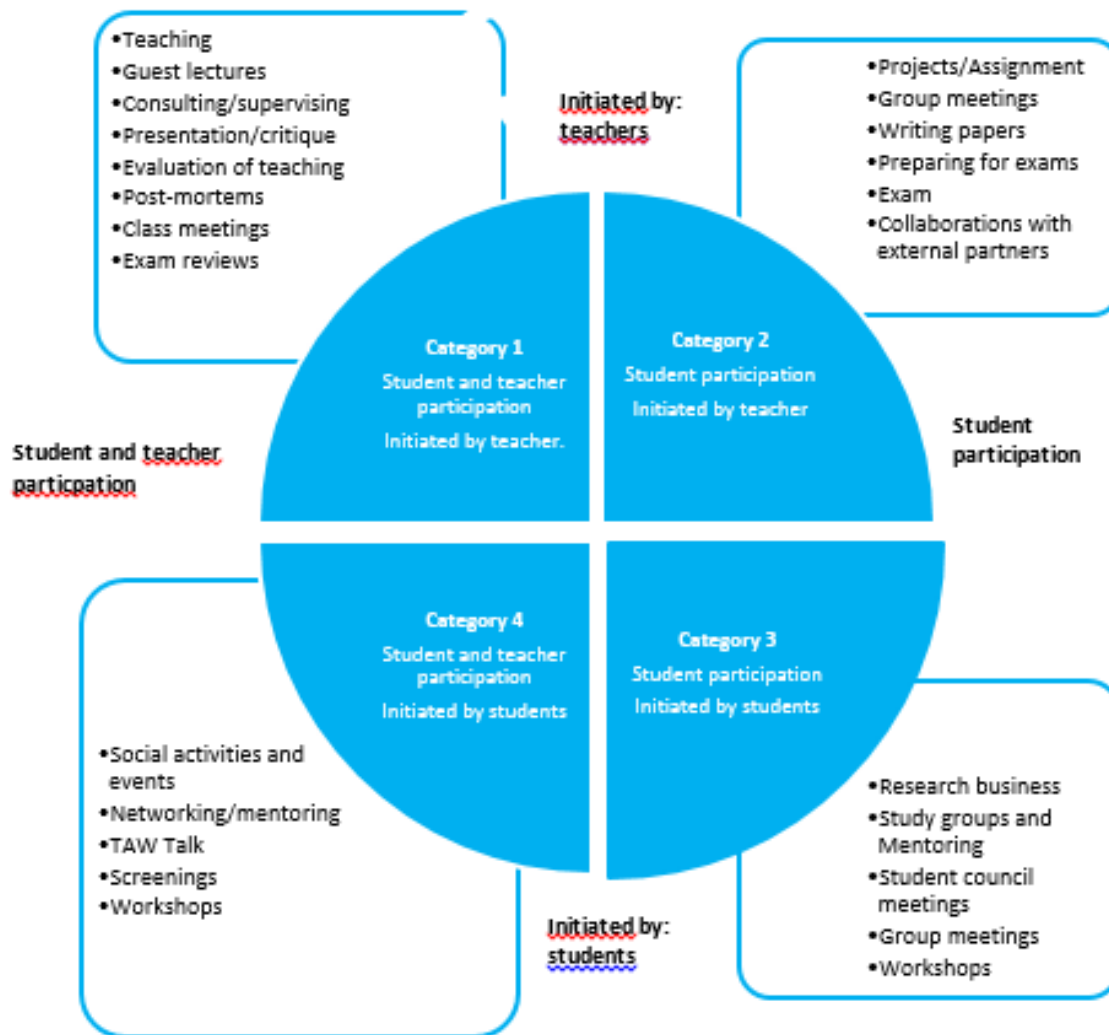 •Teaching
•Guest lectures
•Consulting/supervising
•Presentation/critique
•Evaluation of teaching
•Post-mortems
•Class meetings
•Exam reviews
Initiated by:
teachers
•Projects/Assignment
•Group meetings
•Writing papers
•Preparing for exams
•Exam
•Collaborations with
external partners
Category 1
Student and teacher
participation
Initiated by teacher.
Category 2
Student participation
Initiated by teacher
Student and teacher
particpation
Student
participation
Category 4
Student and teacher
participation
Initiated by students
Category 3
Student participation
Initiated by students
•Social activities and
events
•Networking/mentoring
•TAW Talk
•Screenings
•Workshops
Initiated by:
students
•Research business
•Study groups and
Mentoring
•Student council
meetings
•Group meetings
•Workshops